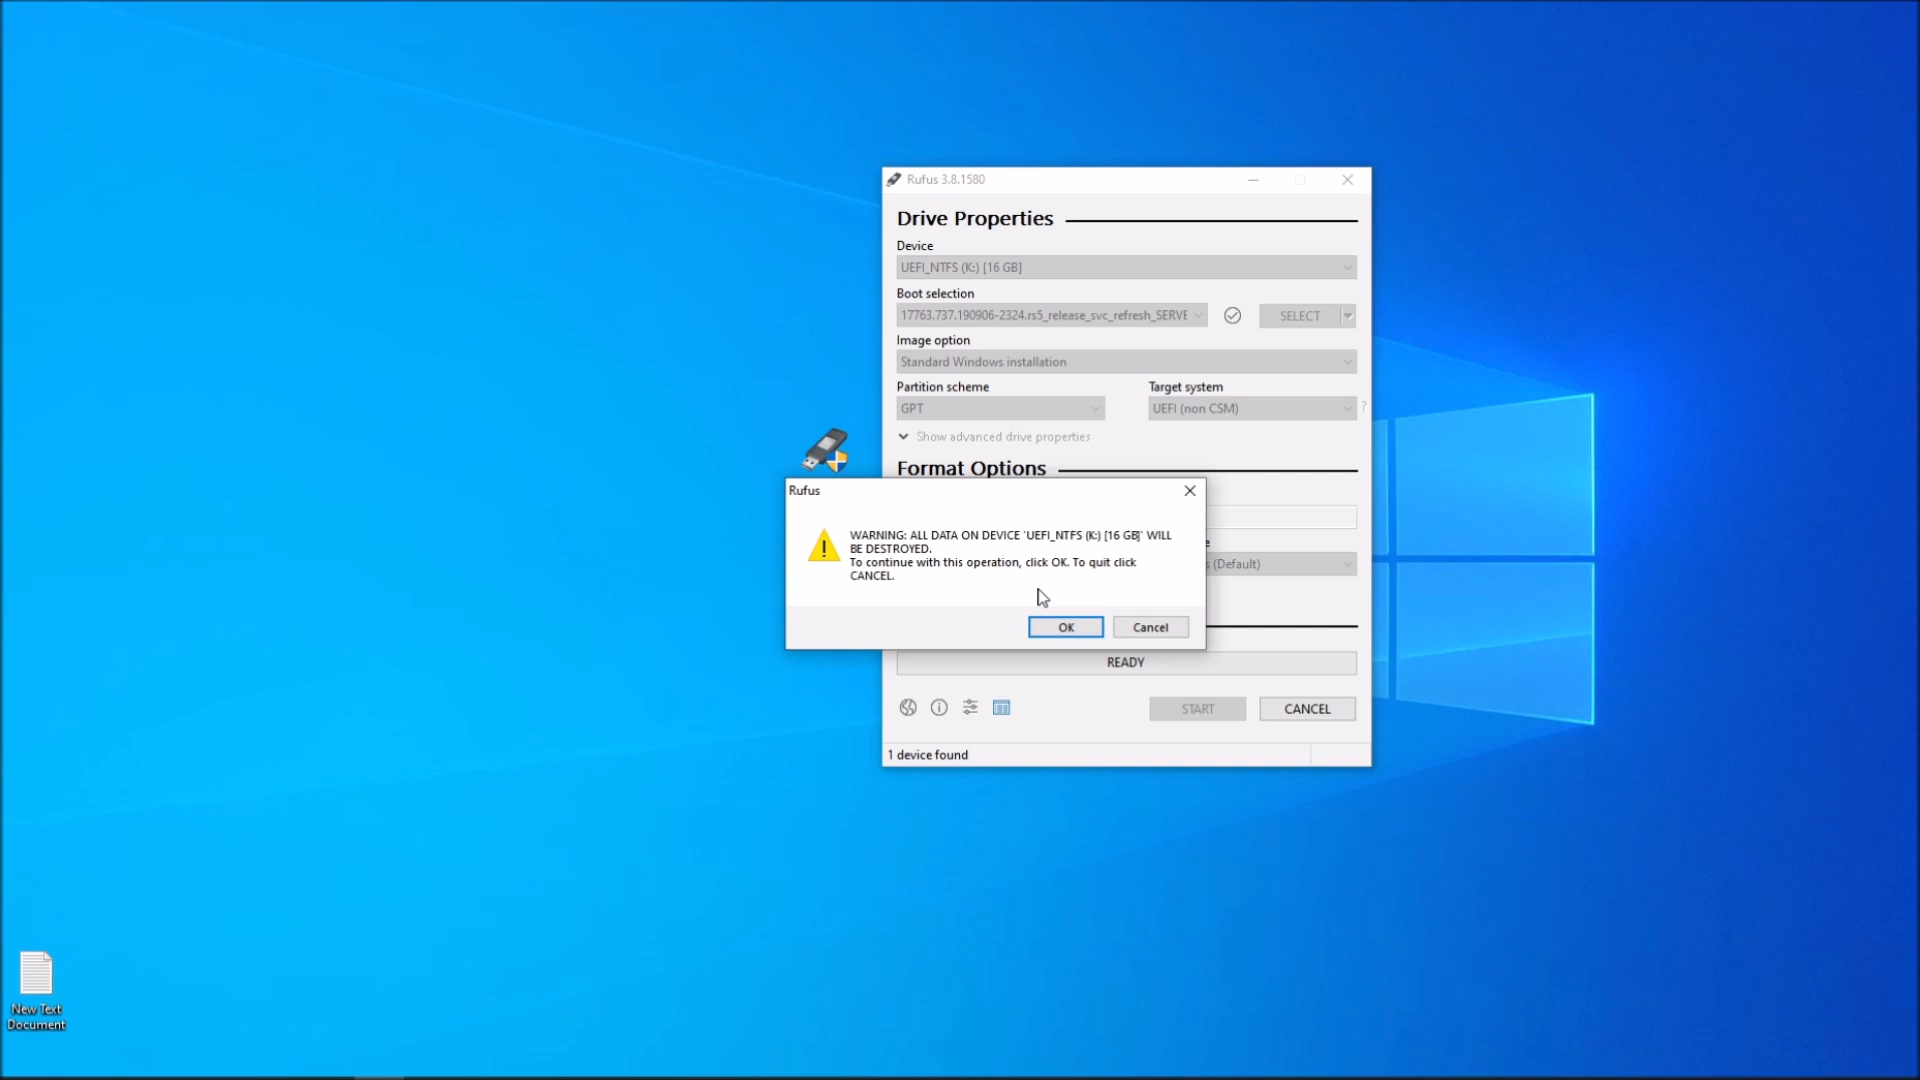 Rufus 3.8.1580
Drive Properties
Device
UEFI_NTFS (K:) [16 GB]
Boot selection
17763.737.190906-2324.rs5_release_svc_refresh_SERVE
SELECT
Image option
Standard Windows installation
Partition scheme
Target system
GPT
UEFI (non CSM)
?
Show advanced drive properties
Format Options
Rufus
WARNING: ALL DATA ON DEVICE 'UEFI_NTFS (K:) [16 GB]' WILL
BE DESTROYED.
To continue with this operation, click OK. To quit click
CANCEL.
(Default)
OK
Cancel
READY
START
CANCEL
1 device found
New Text
Document